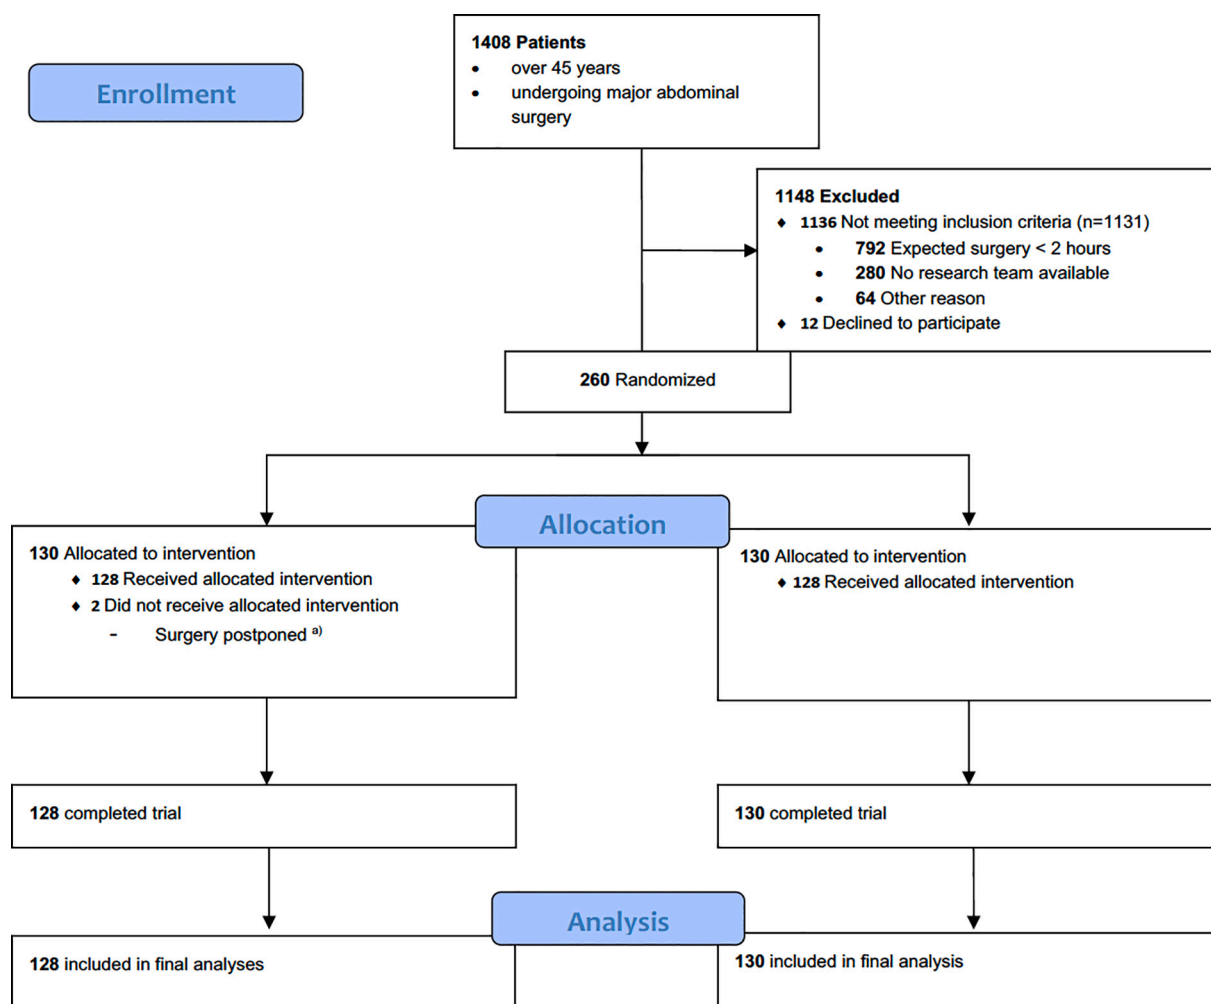 Enrollment
1408 Patients
• over 45 years
• undergoing major abdominal
surgery
1148 Excluded
♦ 1136 Not meeting inclusion criteria (n=1131)
• 792 Expected surgery < 2 hours
• 280 No research team available
• 64 Other reason
♦ 12 Declined to participate
260 Randomized
Allocation
130 Allocated to intervention
♦ 128 Received allocated intervention
♦ 2 Did not receive allocated intervention
- Surgery postponed a)
130 Allocated to intervention
♦ 128 Received allocated intervention
128 completed trial
130 completed trial
Analysis
128 included in final analyses
130 included in final analysis